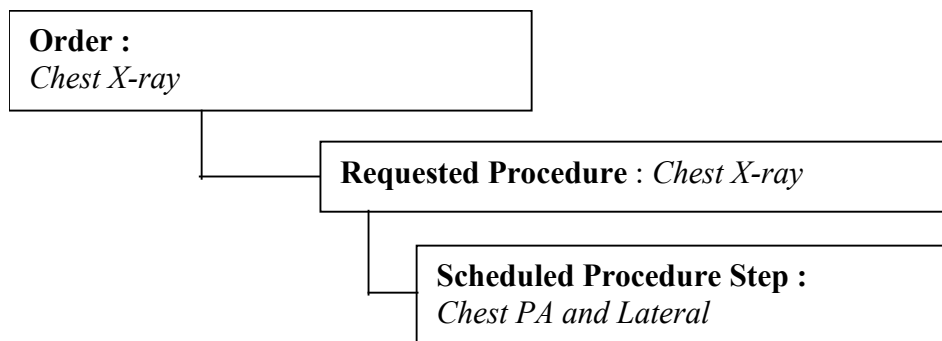 Order :
Chest X-ray
Requested Procedure : Chest X-ray
Scheduled Procedure Step :
Chest PA and Lateral